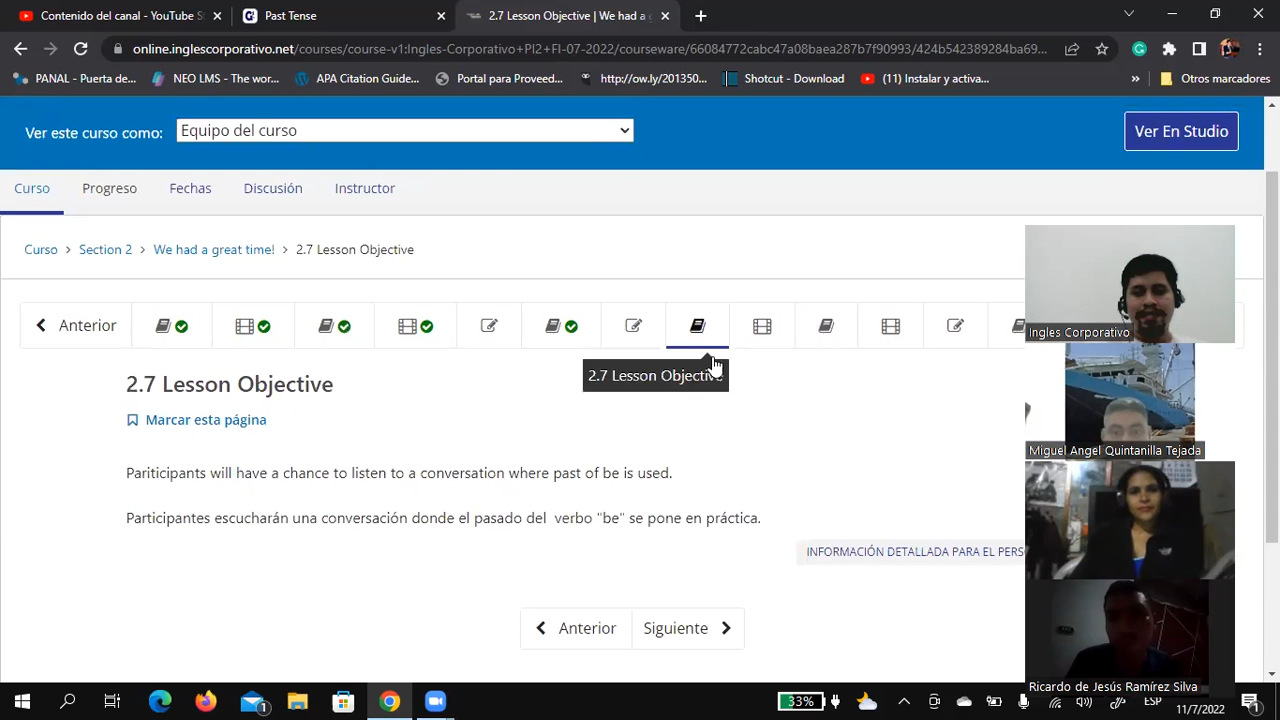 Contenido del canal - YouTube S
Past Tense
2.7 Lesson Objective | We had a g
online.inglescorporativo.net/courses/course-v1:Ingles-Corporativo+PI2+FI-07-2022/courseware/66084772cabc47a08baea287b7f90993/424b542389284ba69...
PANAL - Puerta de...
NEO LMS - The wor...
APA Citation Guide...
Portal para Proveed...
http://ow.ly/201350...
Shotcut - Download
(11) Instalar y activa...
»
Otros marcadores
Ver este curso como:
Equipo del curso
Ver En Studio
Curso
Progreso
Fechas
Discusión
Instructor
Curso > Section 2 > We had a great time! > 2.7 Lesson Objective
Anterior
2.7 Lesson Objective
2.7 Lesson Objective
Marcar esta página
Pariticipants will have a chance to listen to a conversation where past of be is used.
Participantes escucharán una conversación donde el pasado del verbo "be" se pone en práctica.
INFORMACIÓN DETALLADA PARA EL PERS
Anterior
Siguiente
Ingles Corporativo
Miguel Angel Quintanilla Tejada
Ricardo de Jesús Ramírez Silva
1
33%
ESP
11/7/2022
1